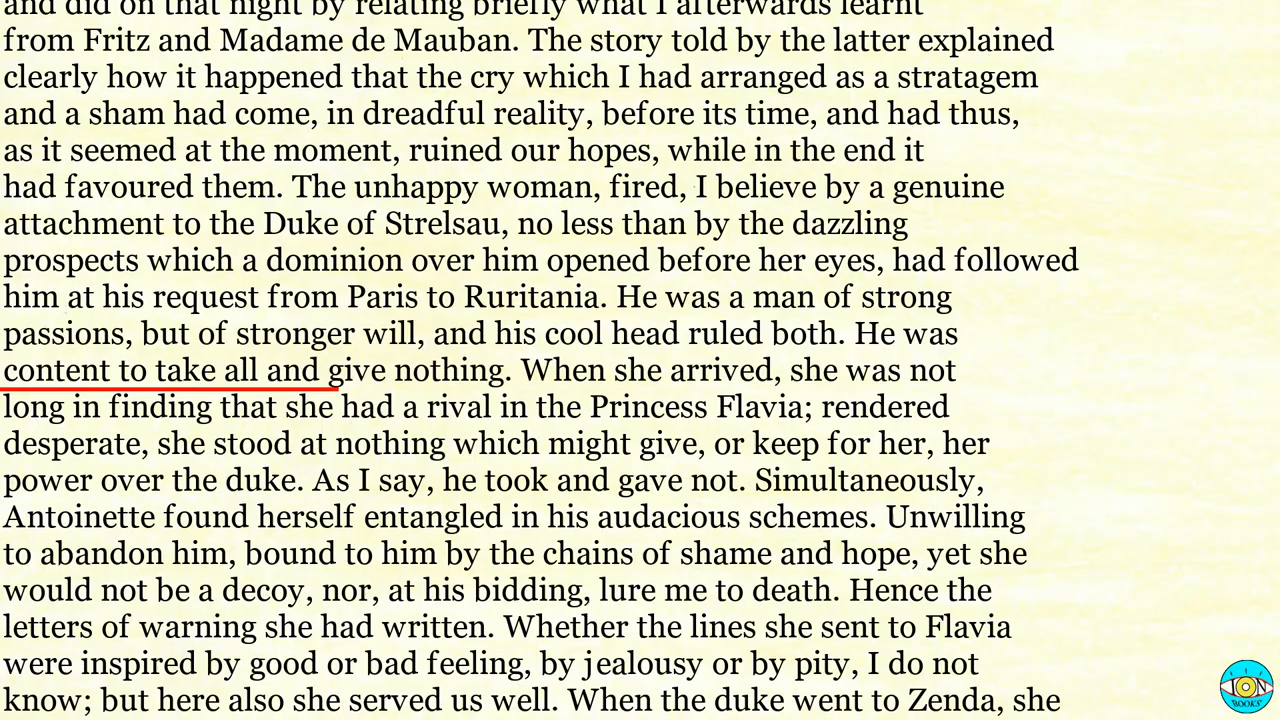 and did on that night by relating briefly what I afterwards learnt
from Fritz and Madame de Mauban. The story told by the latter explained
clearly how it happened that the cry which I had arranged as a stratagem
and a sham had come, in dreadful reality, before its time, and had thus,
as it seemed at the moment, ruined our hopes, while in the end it
had favoured them. The unhappy woman, fired, I believe by a genuine
attachment to the Duke of Strelsau, no less than by the dazzling
prospects which a dominion over him opened before her eyes, had followed
him at his request from Paris to Ruritania. He was a man of strong
passions, but of stronger will, and his cool head ruled both. He was
content to take all and give nothing. When she arrived, she was not
long in finding that she had a rival in the Princess Flavia; rendered
desperate, she stood at nothing which might give, or keep for her, her
power over the duke. As I say, he took and gave not. Simultaneously,
Antoinette found herself entangled in his audacious schemes. Unwilling
to abandon him, bound to him by the chains of shame and hope, yet she
would not be a decoy, nor, at his bidding, lure me to death. Hence the
letters of warning she had written. Whether the lines she sent to Flavia
were inspired by good or bad feeling, by jealousy or by pity, I do not
know; but here also she served us well. When the duke went to Zenda, she
ION
BOOKS